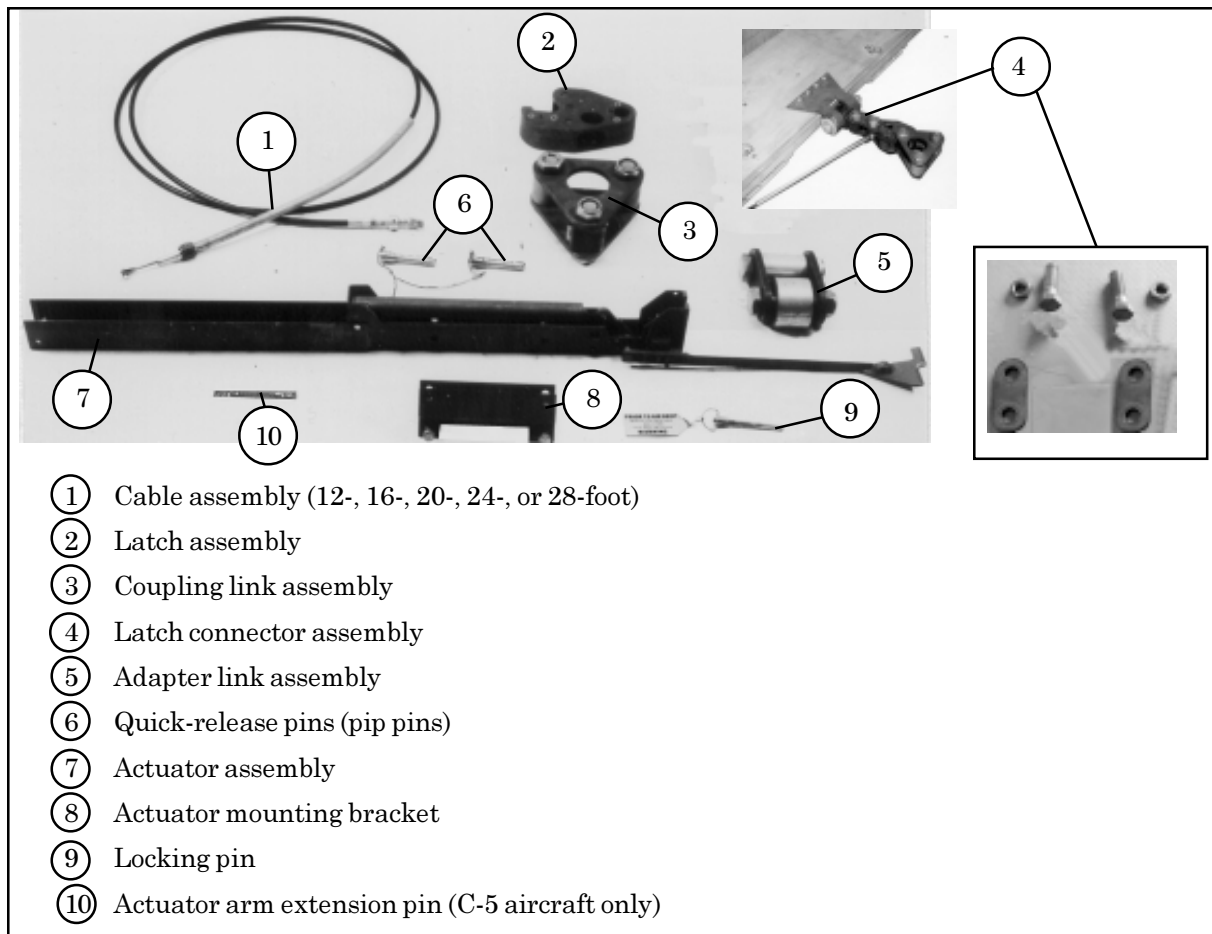 2
4
1
6
3
5
7
8
9
10
1 Cable assembly (12-, 16-, 20-, 24-, or 28-foot)
2 Latch assembly
3 Coupling link assembly
4 Latch connector assembly
5 Adapter link assembly
6 Quick-release pins (pip pins)
7 Actuator assembly
8 Actuator mounting bracket
9 Locking pin
10 Actuator arm extension pin (C-5 aircraft only)